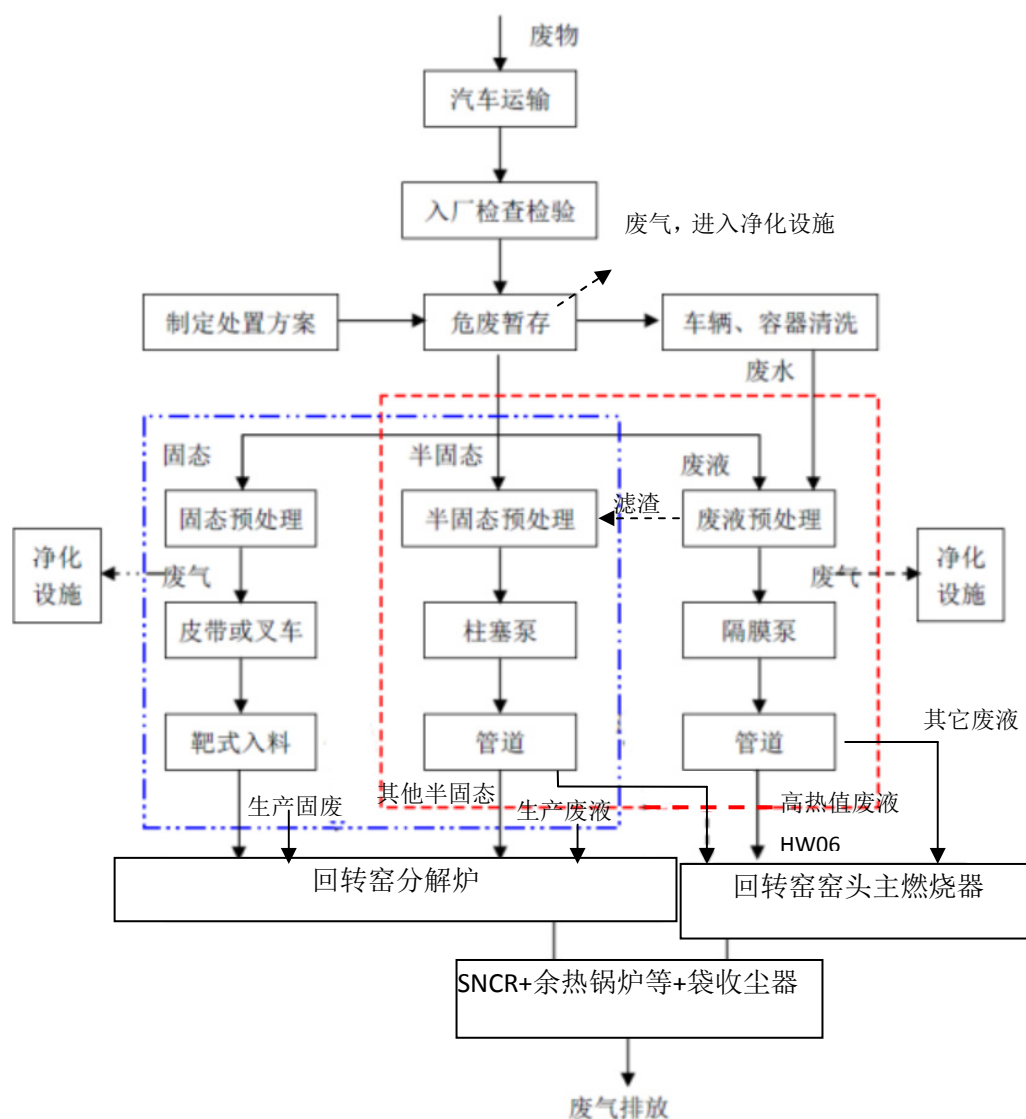 废物
汽车运输
入厂检查检验
废气，进入净化设施
制定处置方案
危废暂存
车辆、容器清洗
废水
固态
半固态
废液
固态预处理
半固态预处理
滤渣
废液预处理
净化
设施
废气
废气
净化
设施
皮带或叉车
柱塞泵
隔膜泵
其它废液
靶式入料
管道
管道
生产固废
其他半固态
生产废液
高热值废液
HW06
回转窑分解炉
回转窑窑头主燃烧器
SNCR+余热锅炉等+袋收尘器
废气排放